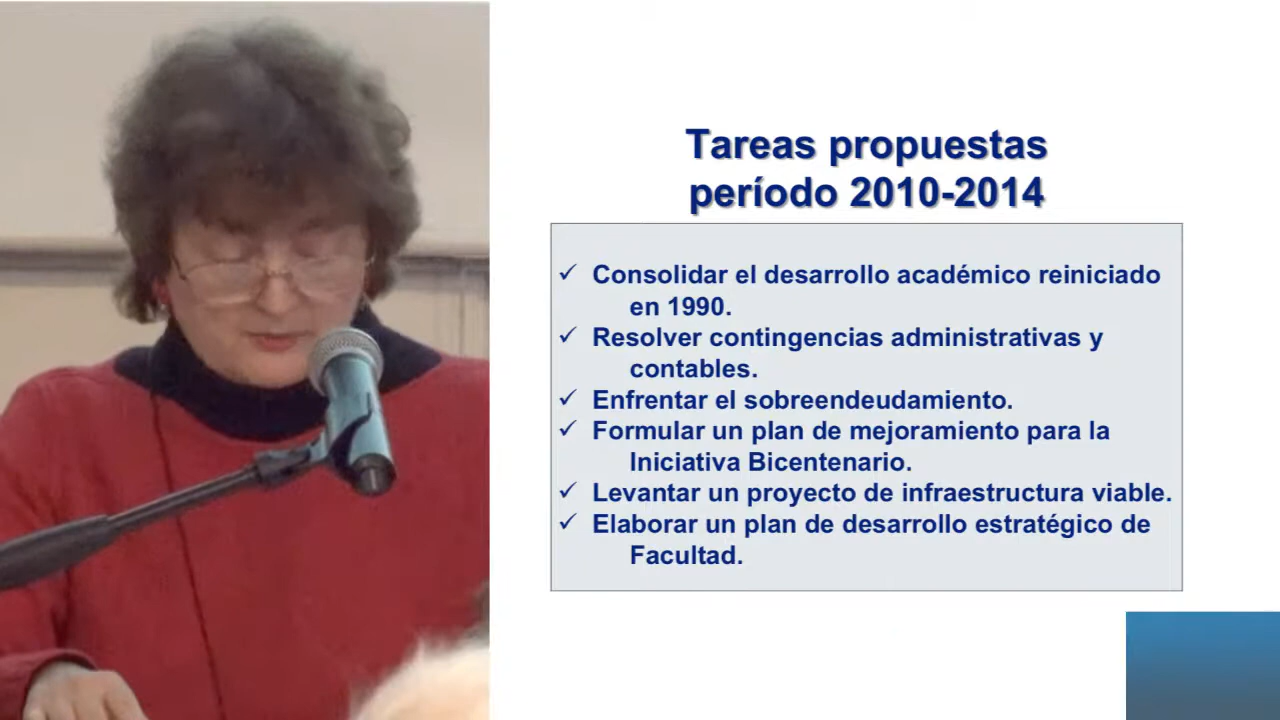 Tareas propuestas
período 2010-2014
✓ Consolidar el desarrollo académico reiniciado
en 1990.
✓ Resolver contingencias administrativas y
contables.
✓ Enfrentar el sobreendeudamiento.
✓ Formular un plan de mejoramiento para la
Iniciativa Bicentenario.
✓ Levantar un proyecto de infraestructura viable.
✓ Elaborar un plan de desarrollo estratégico de
Facultad.